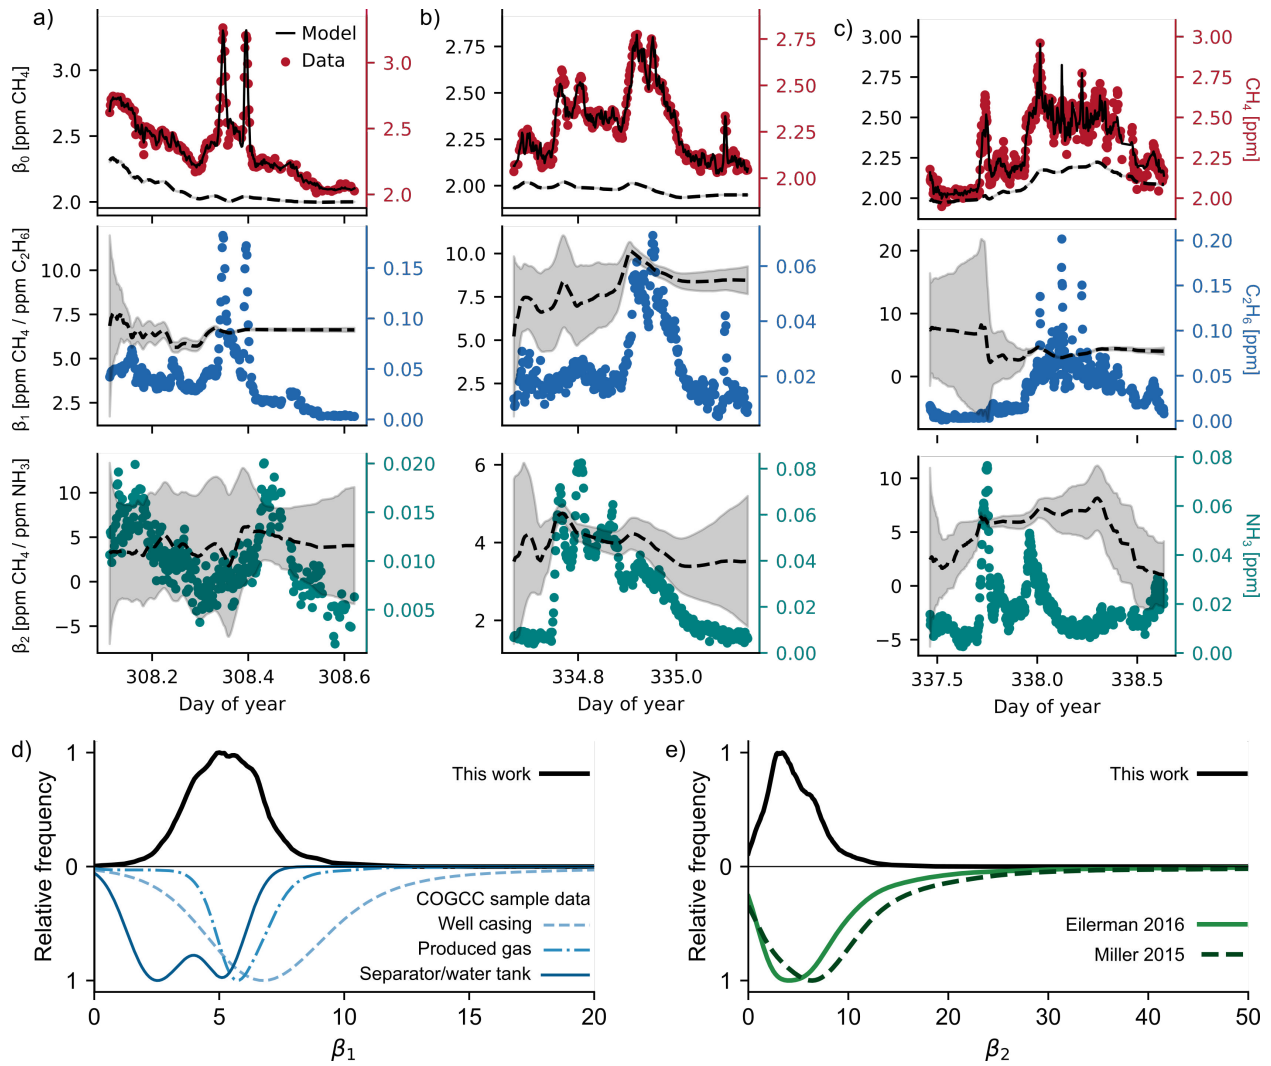 a)
b)
c)
Model
Data
β0 [ppm CH4]
3.0
2.5
2.0
3.0
2.5
2.0
2.75
2.50
2.25
2.00
2.75
2.50
2.25
2.00
3.00
2.75
2.50
2.25
2.00
3.00
2.75
2.50
2.25
2.00
CH4 [ppm]
β1 [ppm CH4 / ppm C2H6]
10.0
7.5
5.0
2.5
0.15
0.10
0.05
0.00
10.0
7.5
5.0
2.5
0.06
0.04
0.02
0.00
20
10
0
0.20
0.15
0.10
0.05
0.00
C2H6 [ppm]
β2 [ppm CH4/ ppm NH3]
10
5
0
−5
0.020
0.015
0.010
0.005
6
4
2
0.08
0.06
0.04
0.02
0.00
10
5
0
−5
0.08
0.06
0.04
0.02
0.00
NH3 [ppm]
308.2 308.4 308.6
Day of year
334.8 335.0
Day of year
337.5 338.0 338.5
Day of year
d)
Relative frequency
Relative frequency
1
0
1
This work
COGCC sample data
Well casing
Produced gas
Separator/water tank
0 5 10 15 20
β1
e)
Relative frequency
Relative frequency
1
0
1
This work
Eilerman 2016
Miller 2015
0 10 20 30 40 50
β2